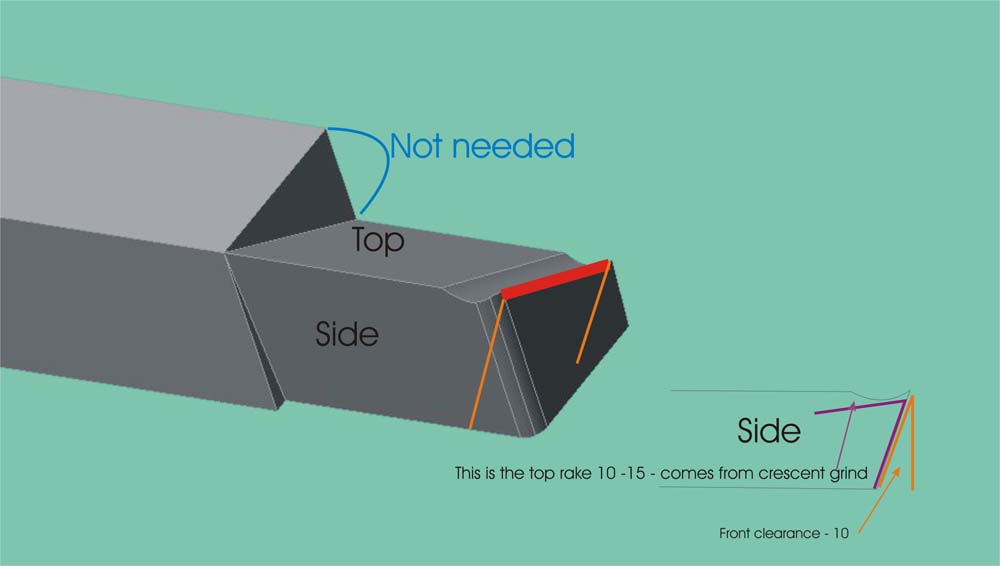 Not needed
Top
Side
Side
This is the top rake 10 -15 - comes from crescent grind
Front clearance - 10